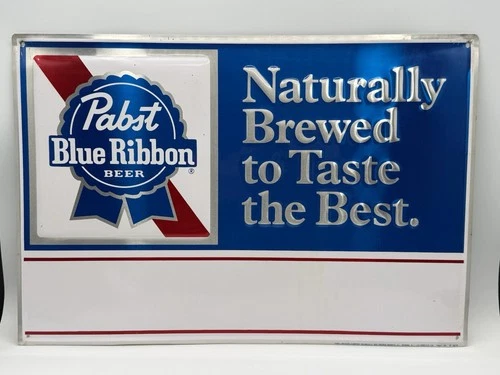 Pabst
Blue Ribbon
BEER
®
Naturally
Brewed
to Taste
the Best.